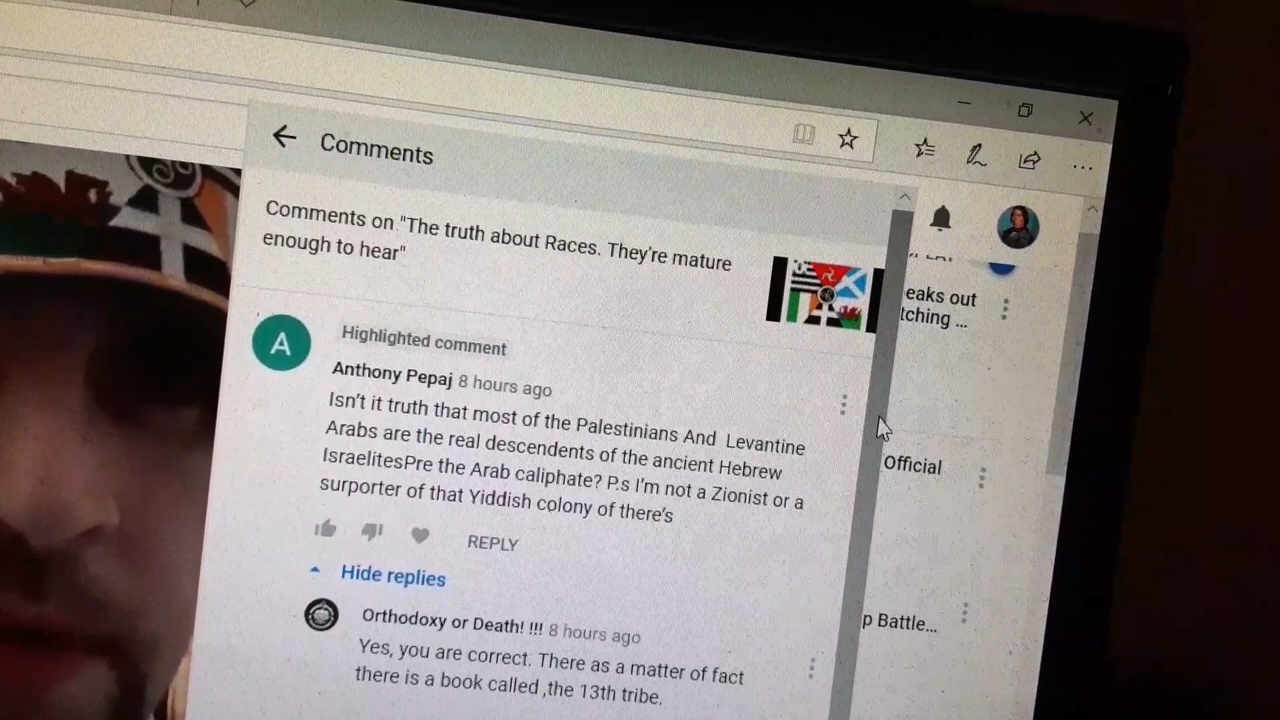 Comments
Comments on "The truth about Races. They're mature
enough to hear"
eaks out
tching ...
Highlighted comment
A
Anthony Pepaj 8 hours ago
Isn't it truth that most of the Palestinians And Levantine
Arabs are the real descendents of the ancient Hebrew
IsraelitesPre the Arab caliphate? P.s I'm not a Zionist or a
surporter of that Yiddish colony of there's
Official
REPLY
Hide replies
Orthodoxy or Death! !!! 8 hours ago
Yes, you are correct. There as a matter of fact
there is a book called ,the 13th tribe.
p Battle...